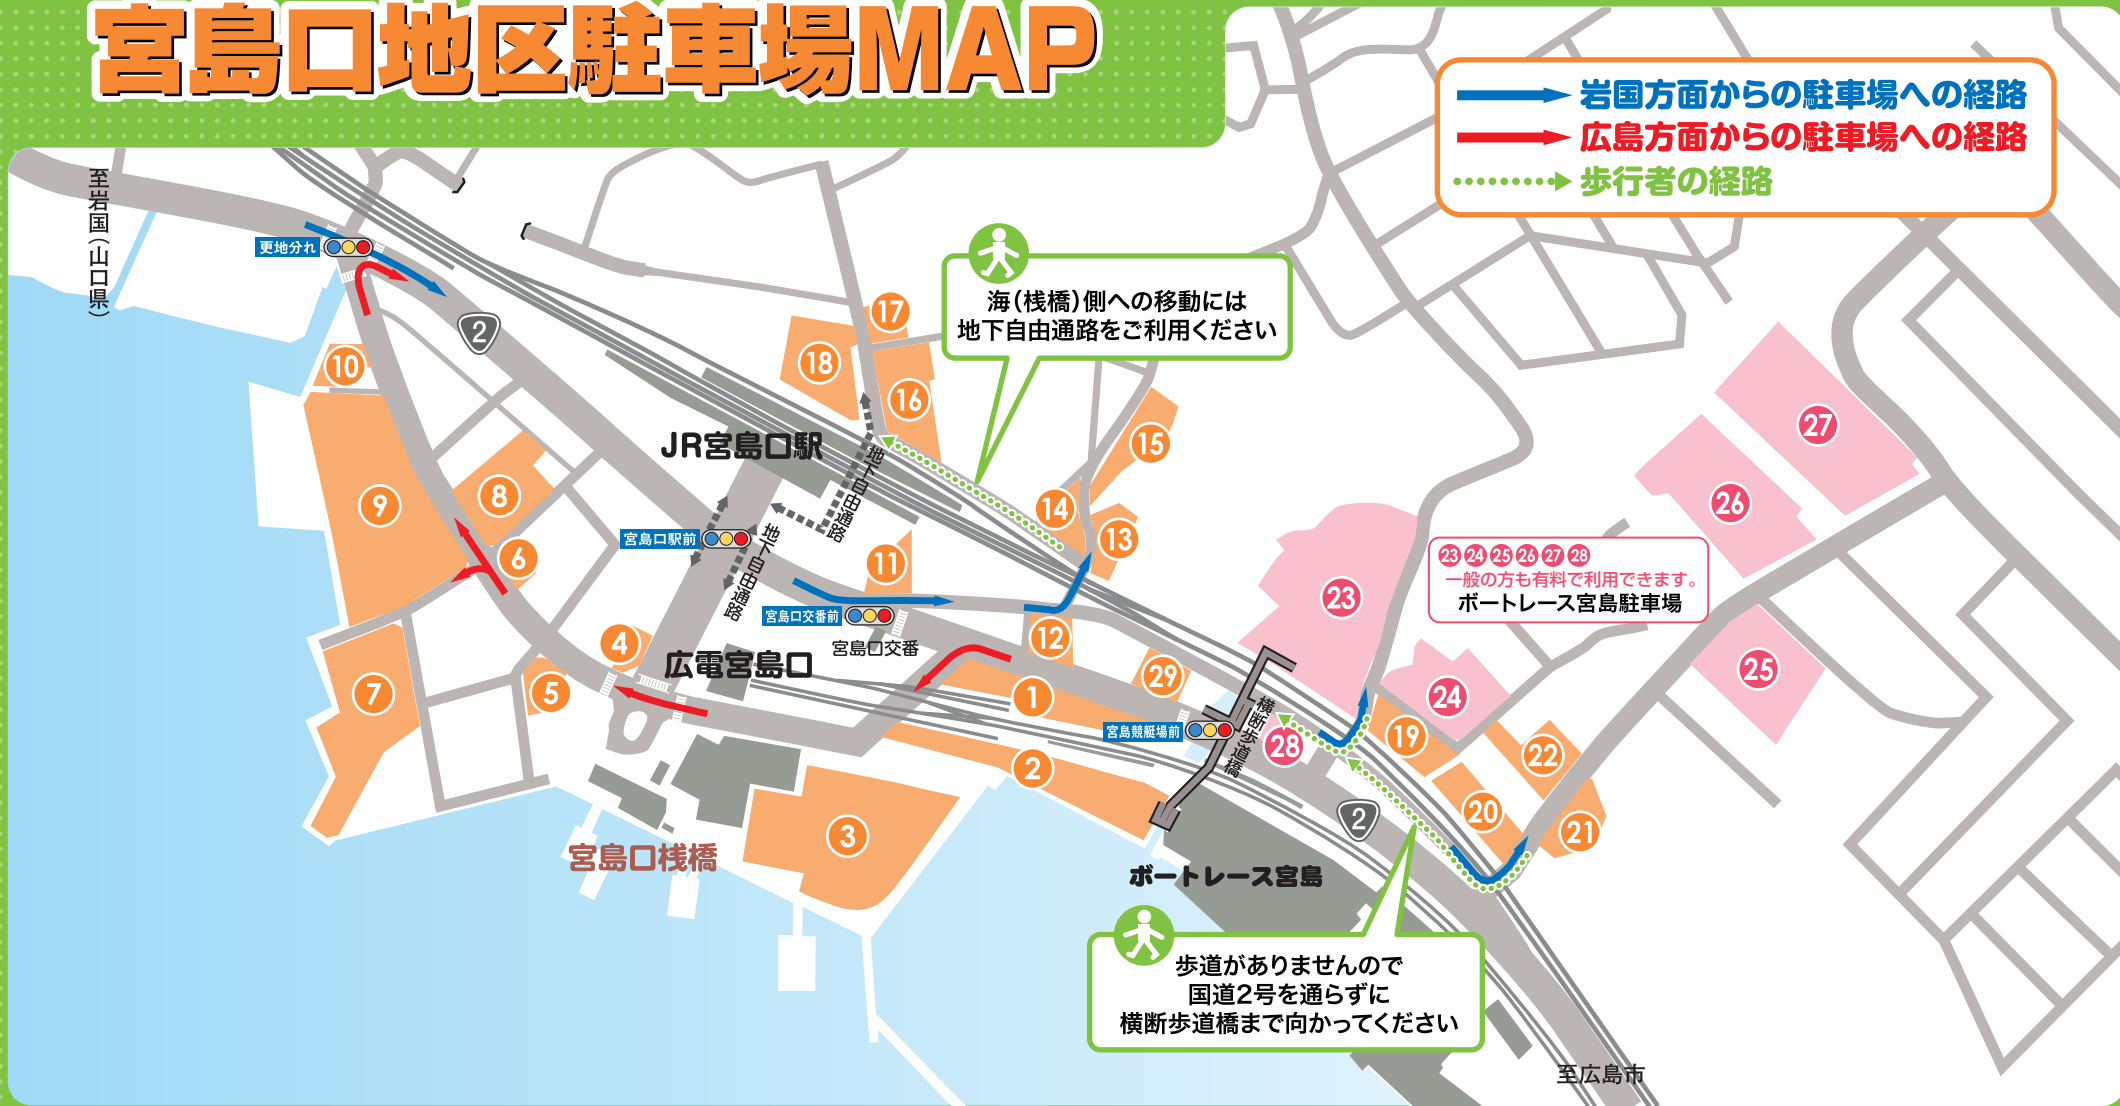 宮島口地区駐車場MAP
岩国方面からの駐車場への経路
広島方面からの駐車場への経路
歩行者の経路
至岩国（山口県）
更地分れ
2
海（桟橋）側への移動には
地下自由通路をご利用ください
17
18
16
10
15
27
JR宮島口駅
地下自由通路
9
8
14
13
26
宮島口駅前
地下自由通路
6
11
23
23 24 25 26 27 28
一般の方も有料で利用できます。
ボートレース宮島駐車場
宮島口交番前
宮島口交番
12
4
広電宮島口
7
5
1
29
24
25
横断歩道橋
宮島競艇場前
28
19
22
2
20
21
2
3
宮島口桟橋
ボートレース宮島
歩道がありませんので
国道2号を通らずに
横断歩道橋まで向かってください
至広島市